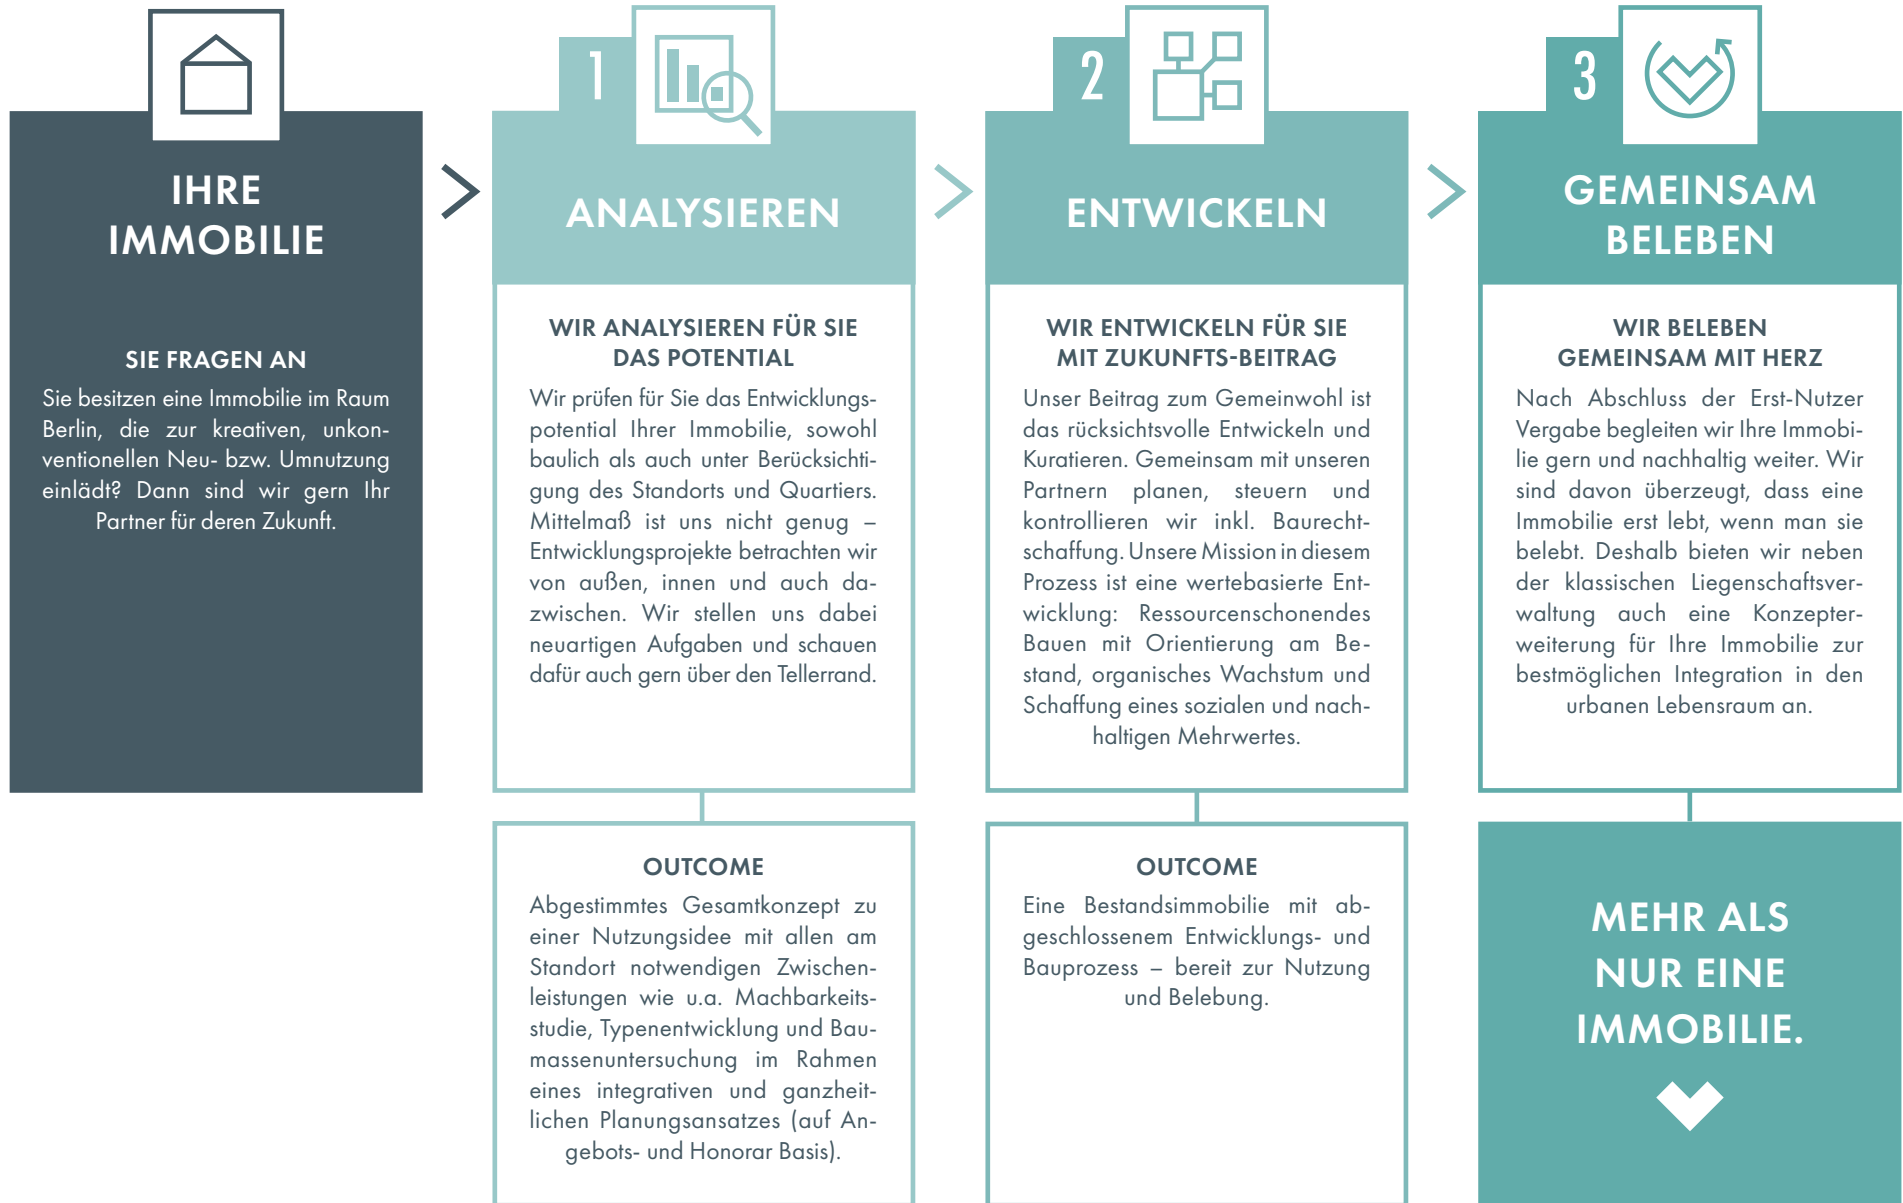 IHRE
IMMOBILIE
SIE FRAGEN AN
Sie besitzen eine Immobilie im Raum
Berlin, die zur kreativen, unkon-
ventionellen Neu- bzw. Umnutzung
einlädt? Dann sind wir gern Ihr
Partner für deren Zukunft.
1
ANALYSIEREN
WIR ANALYSIEREN FÜR SIE
DAS POTENTIAL
Wir prüfen für Sie das Entwicklungs-
potential Ihrer Immobilie, sowohl
baulich als auch unter Berücksichti-
gung des Standorts und Quartiers.
Mittelmaß ist uns nicht genug –
Entwicklungsprojekte betrachten wir
von außen, innen und auch da-
zwischen. Wir stellen uns dabei
neuartigen Aufgaben und schauen
dafür auch gern über den Tellerrand.
OUTCOME
Abgestimmtes Gesamtkonzept zu
einer Nutzungsidee mit allen am
Standort notwendigen Zwischen-
leistungen wie u.a. Machbarkeits-
studie, Typenentwicklung und Bau-
massenuntersuchung im Rahmen
eines integrativen und ganzheit-
lichen Planungsansatzes (auf An-
gebots- und Honorar Basis).
2
ENTWICKELN
WIR ENTWICKELN FÜR SIE
MIT ZUKUNFTS-BEITRAG
Unser Beitrag zum Gemeinwohl ist
das rücksichtsvolle Entwickeln und
Kuratieren. Gemeinsam mit unseren
Partnern planen, steuern und
kontrollieren wir inkl. Baurecht-
schaffung. Unsere Mission in diesem
Prozess ist eine wertebasierte Ent-
wicklung: Ressourcenschonendes
Bauen mit Orientierung am Be-
stand, organisches Wachstum und
Schaffung eines sozialen und nach-
haltigen Mehrwertes.
OUTCOME
Eine Bestandsimmobilie mit ab-
geschlossenem Entwicklungs- und
Bauprozess – bereit zur Nutzung
und Belebung.
3
GEMEINSAM
BELEBEN
WIR BELEBEN
GEMEINSAM MIT HERZ
Nach Abschluss der Erst-Nutzer
Vergabe begleiten wir Ihre Immobi-
lie gern und nachhaltig weiter. Wir
sind davon überzeugt, dass eine
Immobilie erst lebt, wenn man sie
belebt. Deshalb bieten wir neben
der klassischen Liegenschaftsver-
waltung auch eine Konzepter-
weiterung für Ihre Immobilie zur
bestmöglichen Integration in den
urbanen Lebensraum an.
MEHR ALS
NUR EINE
IMMOBILIE.